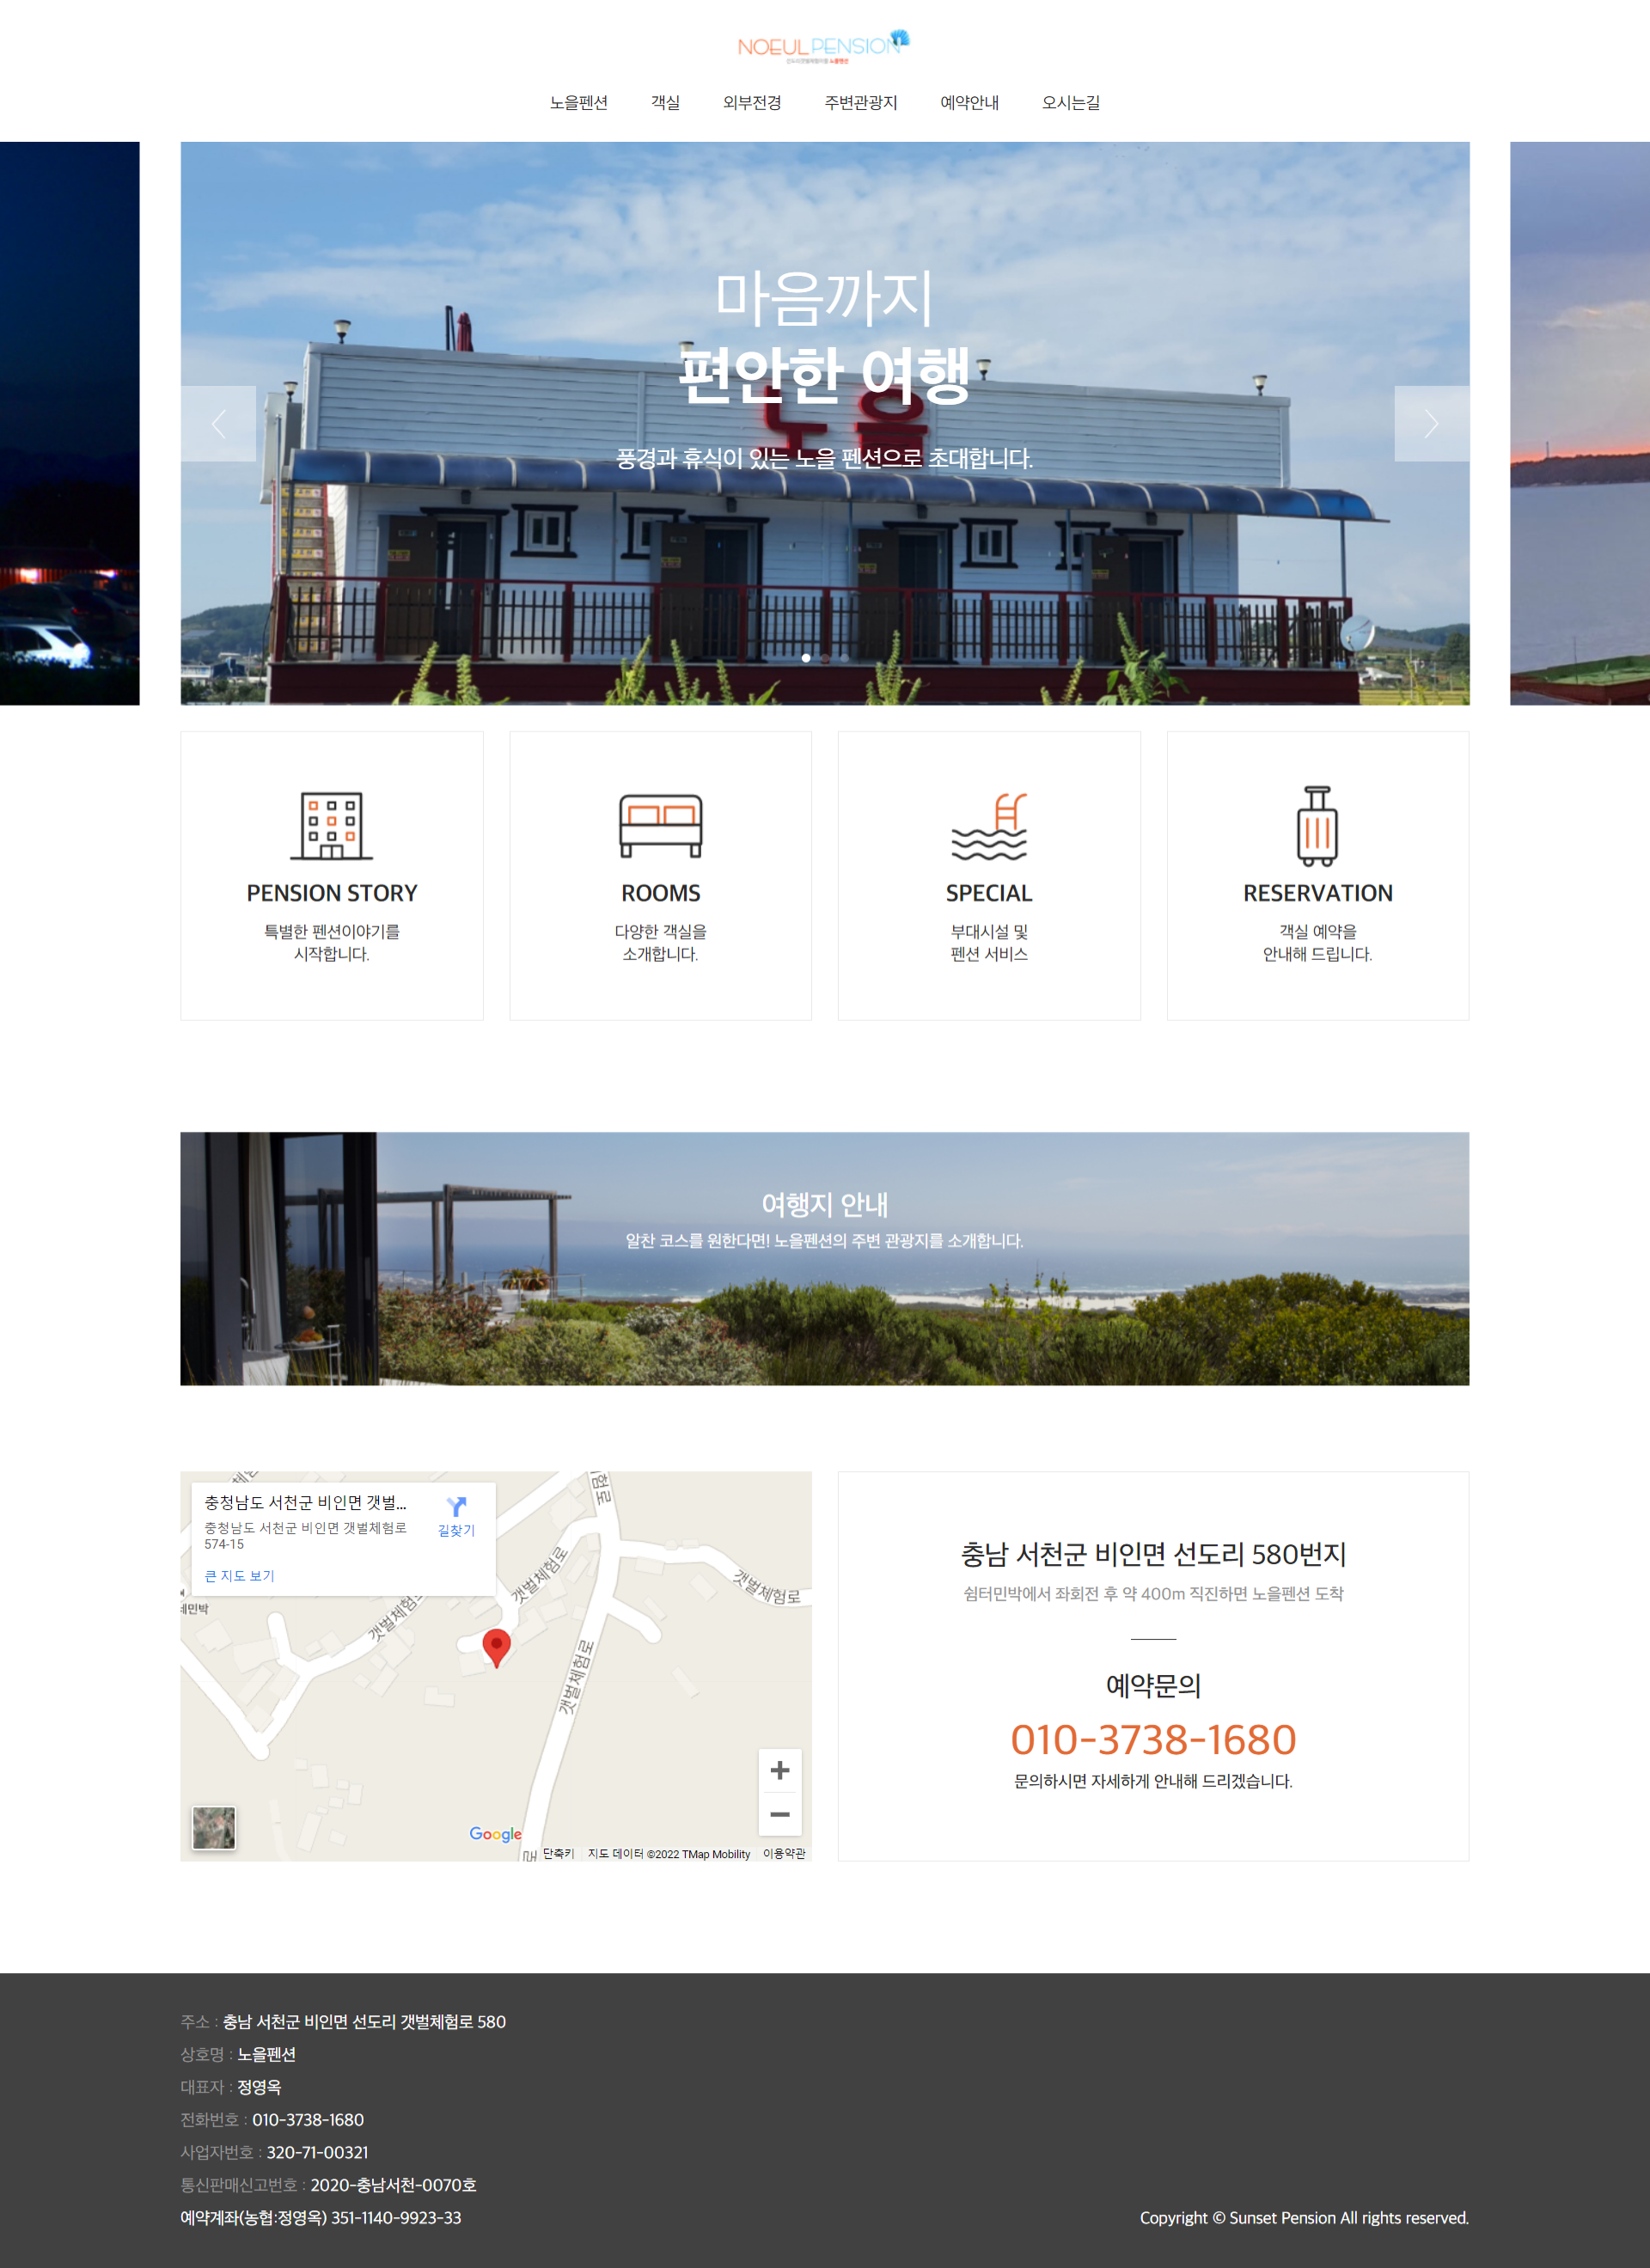 NOEUL PENSION
노을펜션
노을펜션 객실 외부전경 주변관광지 예약안내 오시는길
마음까지
편안한 여행
노을
풍경과 휴식이 있는 노을 펜션으로 초대합니다.
PENSION STORY
특별한 펜션이야기를
시작합니다.
ROOMS
다양한 객실을
소개합니다.
SPECIAL
부대시설 및
펜션 서비스
RESERVATION
객실 예약을
안내해 드립니다.
여행지 안내
알찬 코스를 원한다면! 노을펜션의 주변 관광지를 소개합니다.
충청남도 서천군 비인면 갯벌...
충청남도 서천군 비인면 갯벌체험로
574-15
길찾기
큰 지도 보기
험로
갯벌체험로
갯벌체험로
갯벌체험로
갯벌체험로
Google
단축키 지도 데이터 ©2022 TMap Mobility 이용약관
충남 서천군 비인면 선도리 580번지
쉼터민박에서 좌회전 후 약 400m 직진하면 노을펜션 도착
예약문의
010-3738-1680
문의하시면 자세하게 안내해 드리겠습니다.
주소 : 충남 서천군 비인면 선도리 갯벌체험로 580
상호명 : 노을펜션
대표자 : 정영옥
전화번호 : 010-3738-1680
사업자번호 : 320-71-00321
통신판매신고번호 : 2020-충남서천-0070호
예약계좌(농협:정영옥) 351-1140-9923-33
Copyright © Sunset Pension All rights reserved.